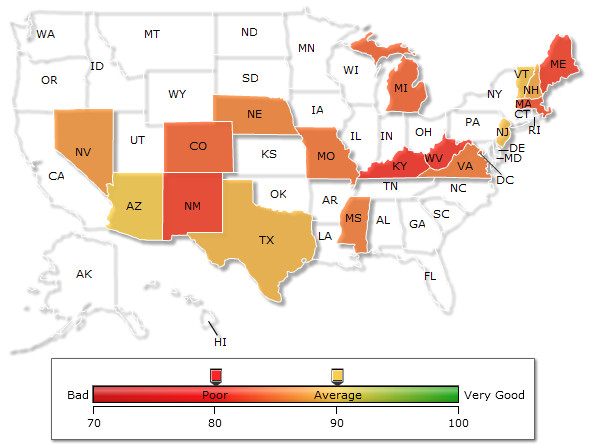 WA
MT
ND
MN
ME
ID
VT
OR
SD
WI
NH
MI
NY
WY
MA
NE
IA
CT
RI
PA
NJ
NV
UT
CO
IL
IN
OH
DE
MD
CA
KS
MO
KY
WV
VA
DC
TN
NC
AZ
NM
OK
AR
SC
MS
AL
GA
TX
LA
AK
FL
HI
Bad Poor Average Very Good
70 80 90 100